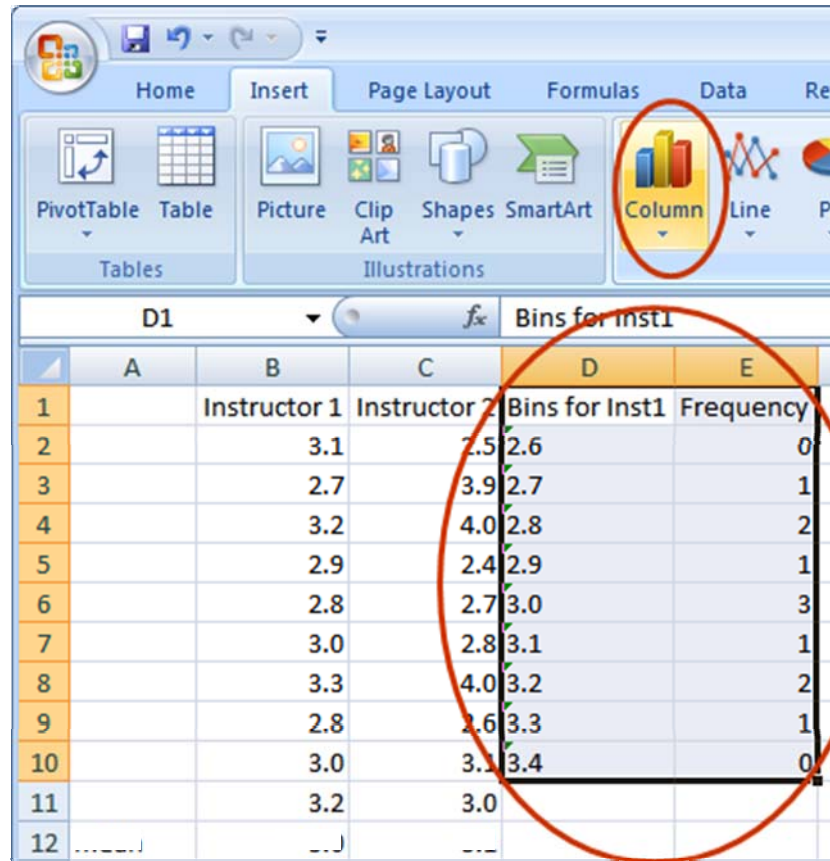 Home Insert Page Layout Formulas Data Re
PivotTable Table Picture Clip Art Shapes SmartArt Column Line P
Tables Illustrations
D1 fx Bins for Inst1
A B C D E
1 Instructor 1 Instructor 2 Bins for Inst1 Frequency
2 3.1 2.5 2.6 0
3 2.7 3.9 2.7 1
4 3.2 4.0 2.8 2
5 2.9 2.4 2.9 1
6 2.8 2.7 3.0 3
7 3.0 2.8 3.1 1
8 3.3 4.0 3.2 2
9 2.8 2.6 3.3 1
10 3.0 3.1 3.4 0
11 3.2 3.0
12